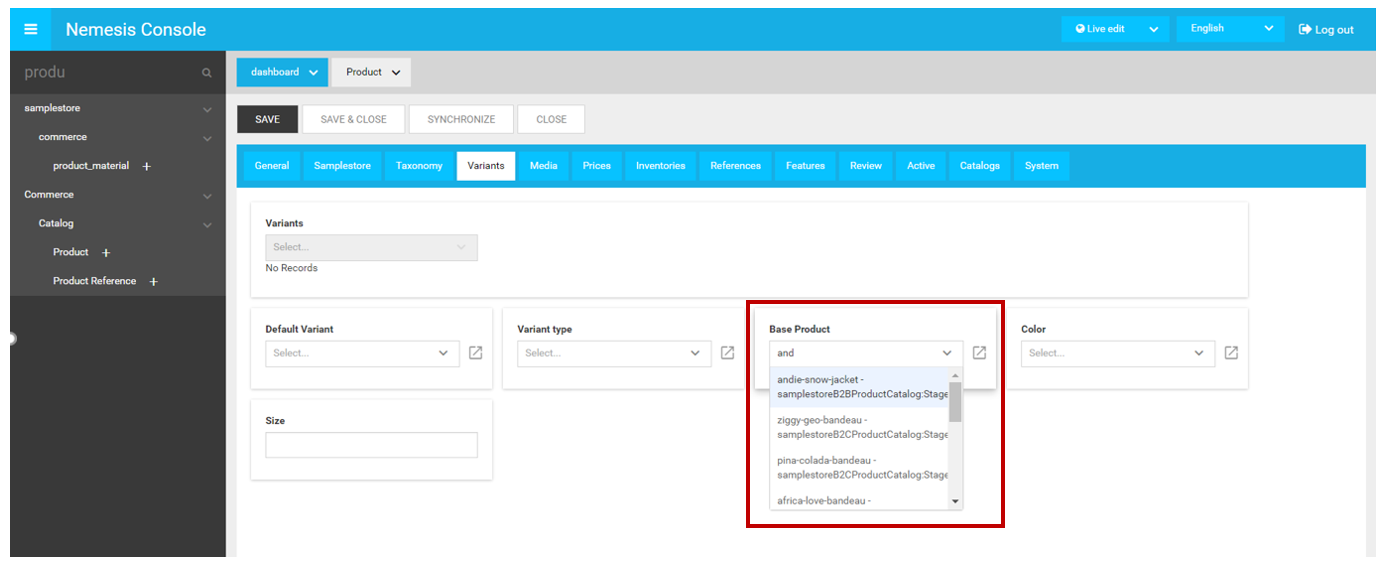 Nemesis Console
Live edit
English
Log out
produ
dashboard
Product
samplestore
commerce
product_material +
Commerce
Catalog
Product +
Product Reference +
SAVE
SAVE & CLOSE
SYNCHRONIZE
CLOSE
General
Samplestore
Taxonomy
Variants
Media
Prices
Inventories
References
Features
Review
Active
Catalogs
System
Variants
Select...
No Records
Default Variant
Select...
Variant type
Select...
Base Product
and
andie-snow-jacket -
samplestoreB2BProductCatalog:Stage
ziggy-geo-bandeau -
samplestoreB2CProductCatalog:Stage
pina-colada-bandeau -
samplestoreB2CProductCatalog:Stage
africa-love-bandeau -
Color
Select...
Size